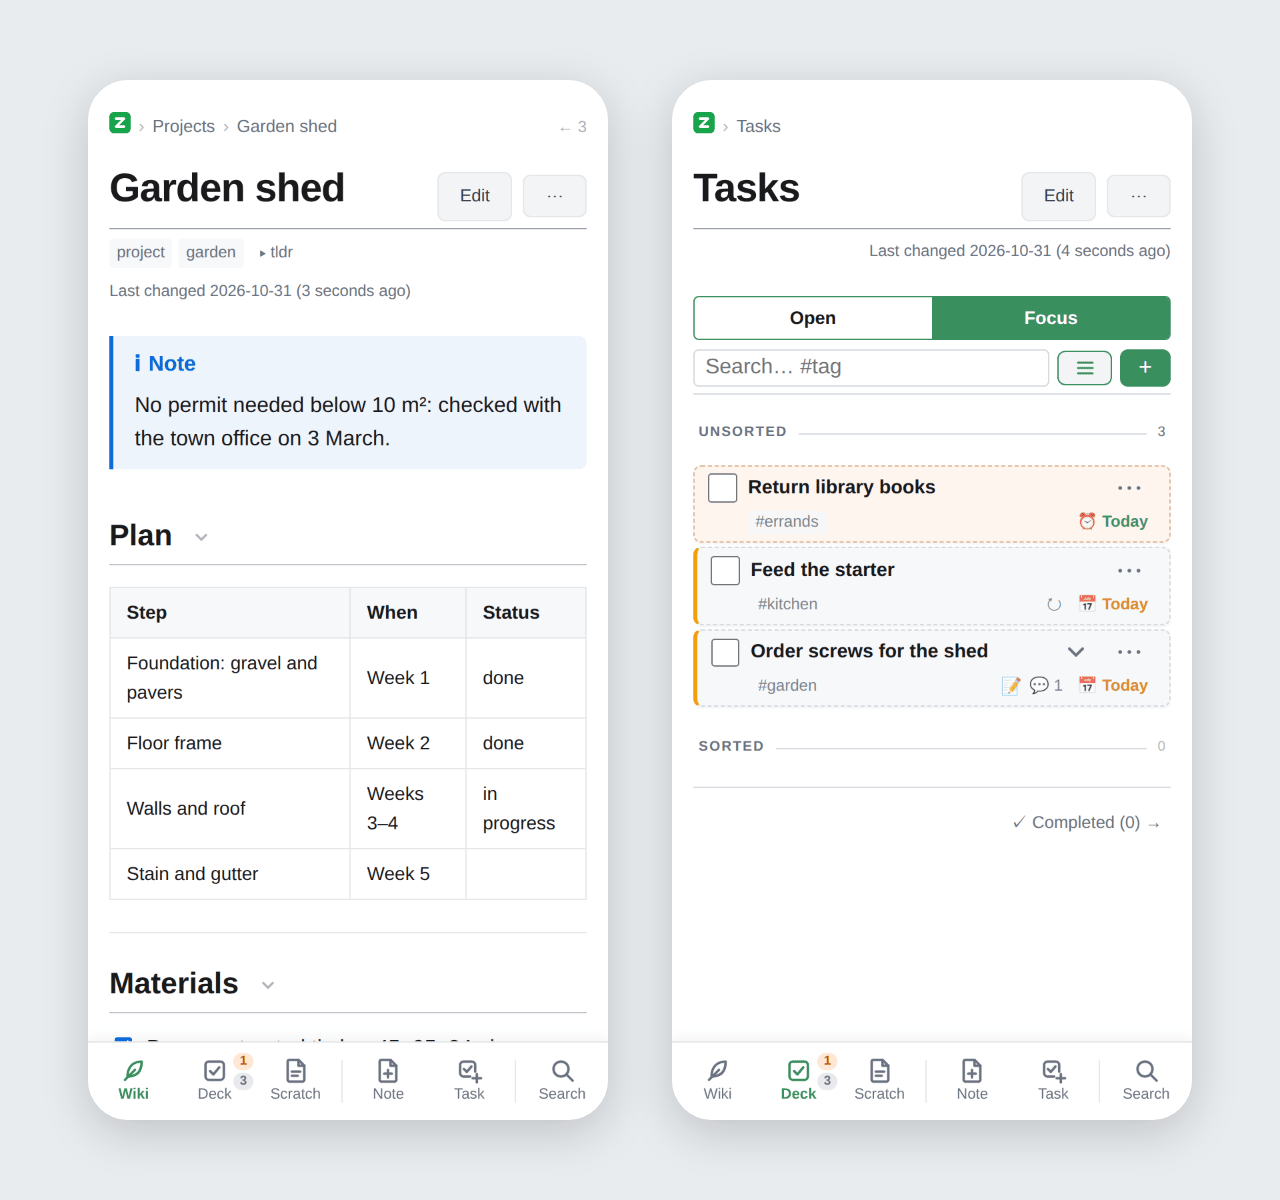 Z › Projects › Garden shed ← 3
Garden shed
Edit ···
project garden ▸ tldr
Last changed 2026-10-31 (3 seconds ago)
i Note
No permit needed below 10 m²: checked with
the town office on 3 March.
Plan
Step When Status
Foundation: gravel and
pavers
Week 1 done
Floor frame Week 2 done
Walls and roof
Weeks
3–4
in
progress
Stain and gutter Week 5
Materials
1
3
Wiki Deck Scratch Note Task Search
Z › Tasks
Tasks
Edit ···
Last changed 2026-10-31 (4 seconds ago)
Open Focus
Search… #tag +
UNSORTED 3
Return library books
#errands ⏰ Today
Feed the starter
#kitchen 📅 Today
Order screws for the shed
#garden 📝 💬 1 📅 Today
SORTED 0
✓ Completed (0) →
1
3
Wiki Deck Scratch Note Task Search